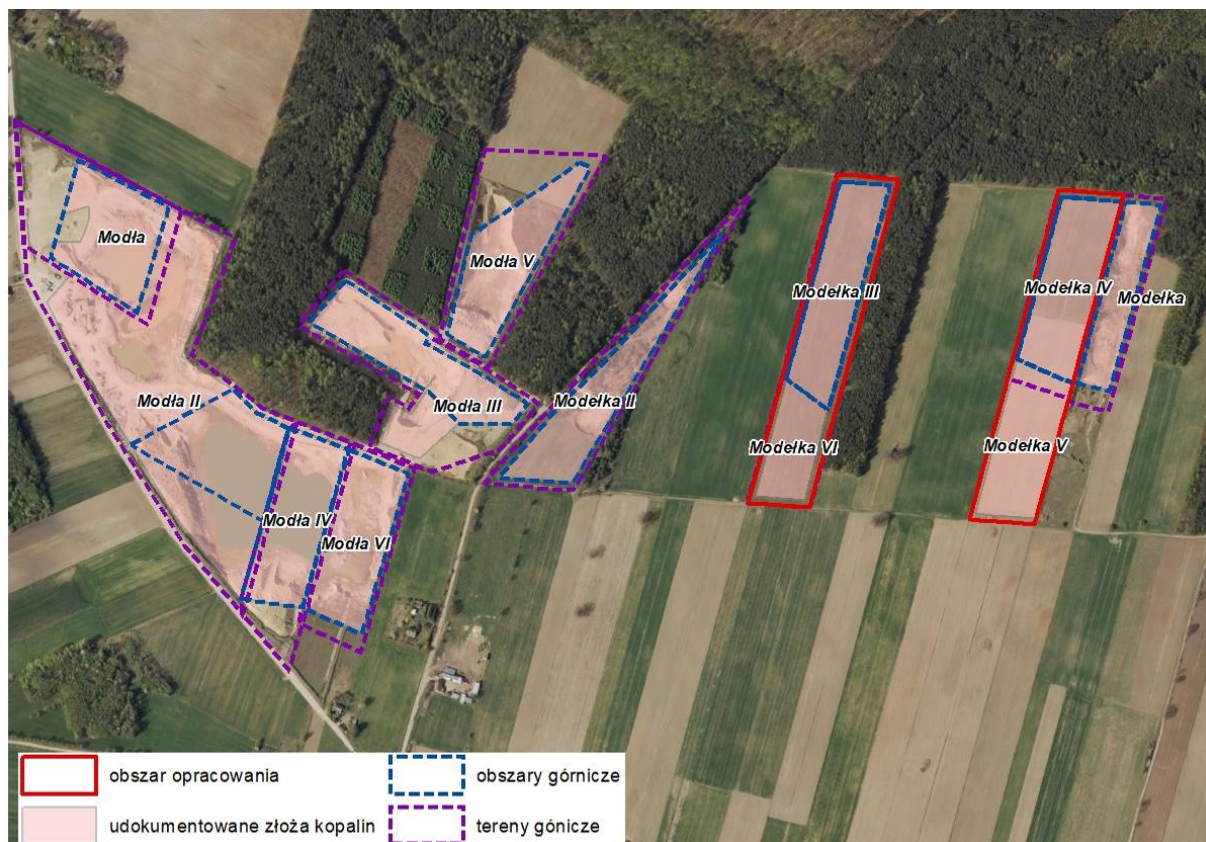 Modła
Modła V
Modełka III
Modełka IV
Modełka
Modła II
Modła III
Modełka II
Modełka VI
Modełka V
Modła IV
Modła VI
obszar opracowania
obszary górnicze
udokumentowane złoża kopalin
tereny gónicze